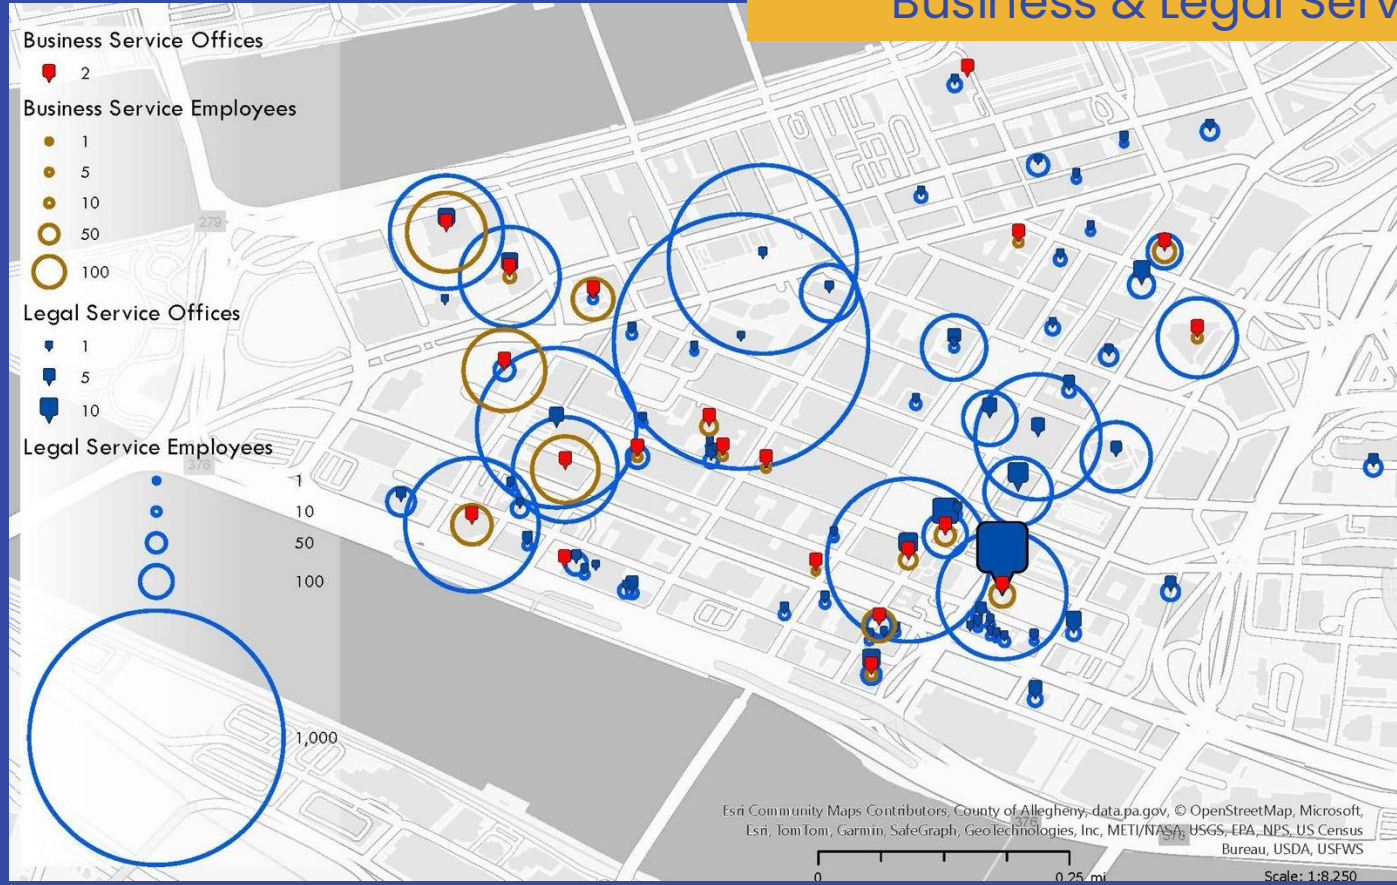 Business & Legal Serv
Business Service Offices
2
Business Service Employees
1
5
10
50
100
Legal Service Offices
1
5
10
Legal Service Employees
1
10
50
100
1,000
279
376
376
579
Esri Community Maps Contributors, County of Allegheny, data.pa.gov, © OpenStreetMap, Microsoft,
Esri, TomTom, Garmin, SafeGraph, GeoTechnologies, Inc, METI/NASA, USGS, EPA, NPS, US Census
Bureau, USDA, USFWS
0
0.25 mi
Scale: 1:8,250